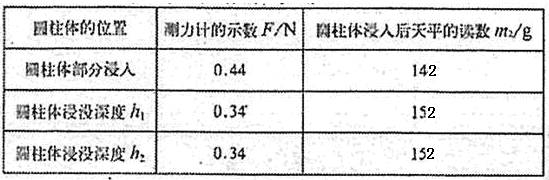 圆柱体的位置 测力计的示数 F/N 圆柱体浸入后天平的读数 m₂/g
圆柱体部分浸入 0.44 142
圆柱体浸没深度 h₁ 0.34 152
圆柱体浸没深度 h₂ 0.34 152